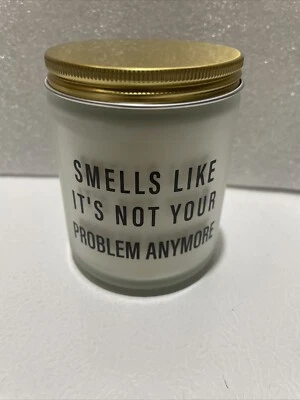 SMELLS LIKE
IT'S NOT YOUR
PROBLEM ANYMORE